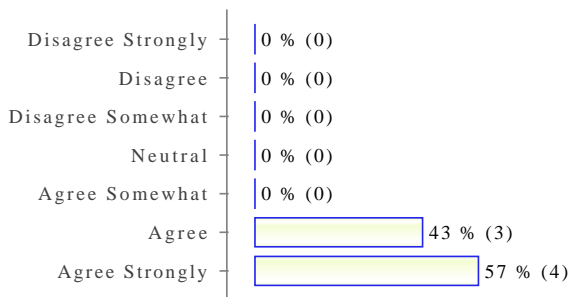 Disagree Strongly 0 % (0)
Disagree 0 % (0)
Disagree Somewhat 0 % (0)
Neutral 0 % (0)
Agree Somewhat 0 % (0)
Agree 43 % (3)
Agree Strongly 57 % (4)